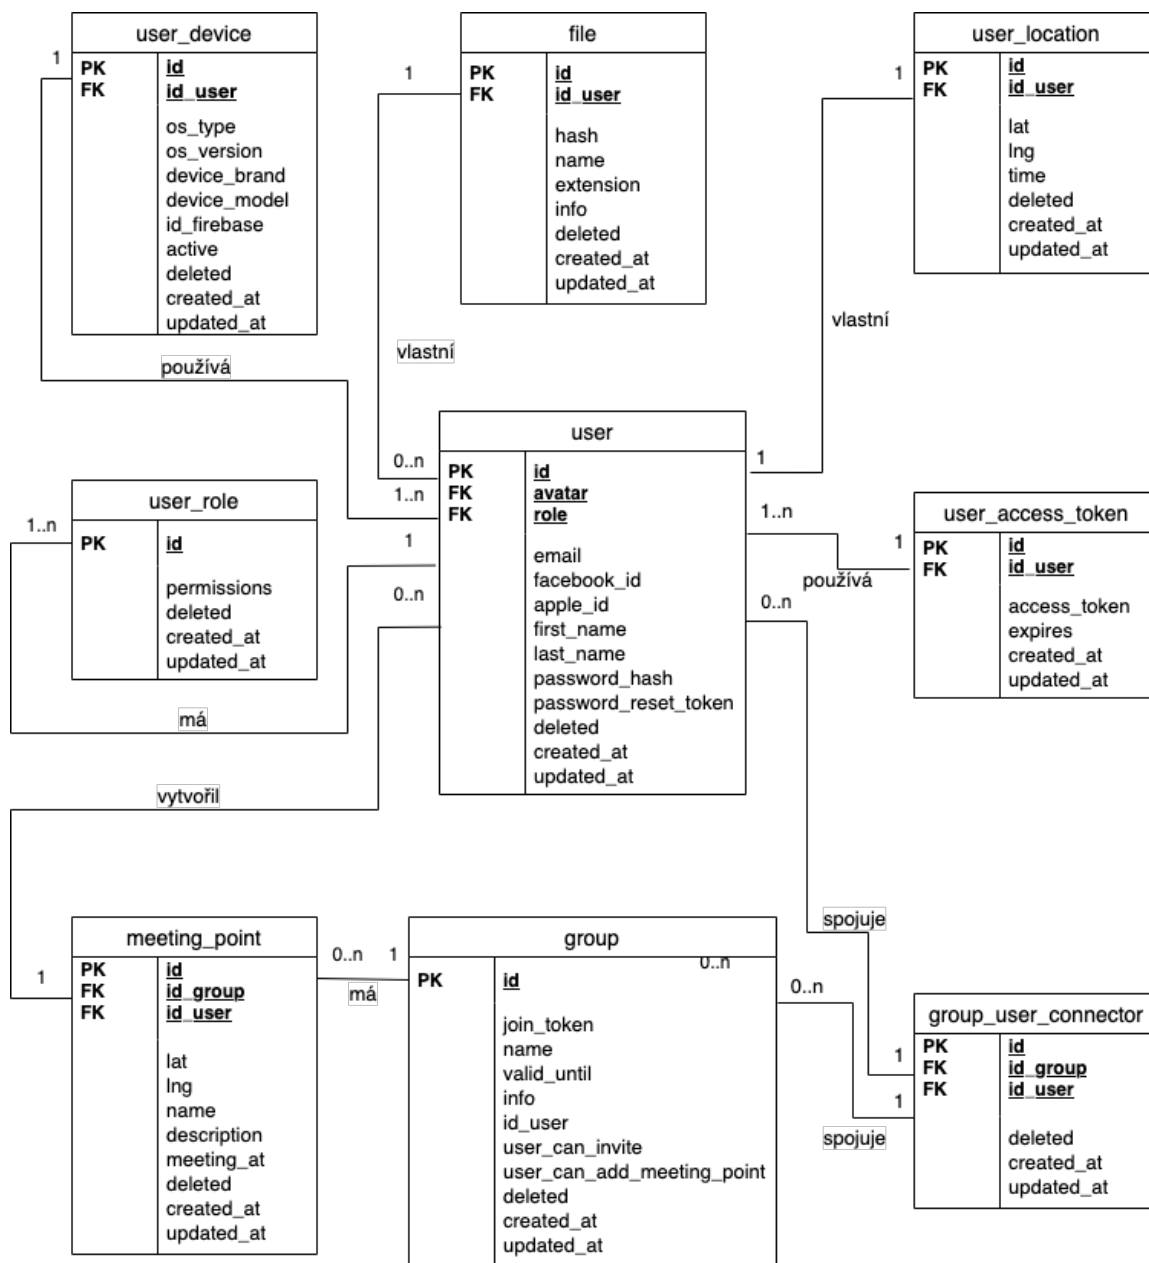 user_device
1
PK id
FK id_user
os_type
os_version
device_brand
device_model
id_firebase
active
deleted
created_at
updated_at
používá
file
1
PK id
FK id_user
hash
name
extension
info
deleted
created_at
updated_at
vlastní
user_location
1
PK id
FK id_user
lat
lng
time
deleted
created_at
updated_at
vlastní
user
0..n
1..n
1
0..n
1
1..n
0..n
PK id
FK avatar
FK role
email
facebook_id
apple_id
first_name
last_name
password_hash
password_reset_token
deleted
created_at
updated_at
user_role
1..n
PK id
permissions
deleted
created_at
updated_at
má
vytvořil
user_access_token
1
používá
PK id
FK id_user
access_token
expires
created_at
updated_at
spojuje
meeting_point
1
PK id
FK id_group
FK id_user
lat
lng
name
description
meeting_at
deleted
created_at
updated_at
0..n
1
má
group
0..n
0..n
PK id
join_token
name
valid_until
info
id_user
user_can_invite
user_can_add_meeting_point
deleted
created_at
updated_at
group_user_connector
1
1
spojuje
PK id
FK id_group
FK id_user
deleted
created_at
updated_at